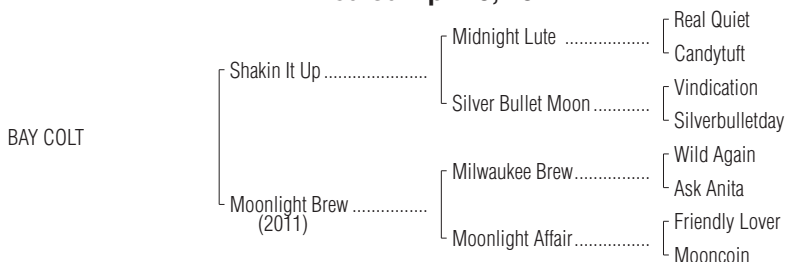 Real Quiet
Midnight Lute ..................
Candytuft
Shakin It Up ......................
Vindication
Silver Bullet Moon ............
Silverbulletday
BAY COLT
Wild Again
Milwaukee Brew................
Ask Anita
Moonlight Brew ................
(2011)
Friendly Lover
Moonlight Affair................
Mooncoin